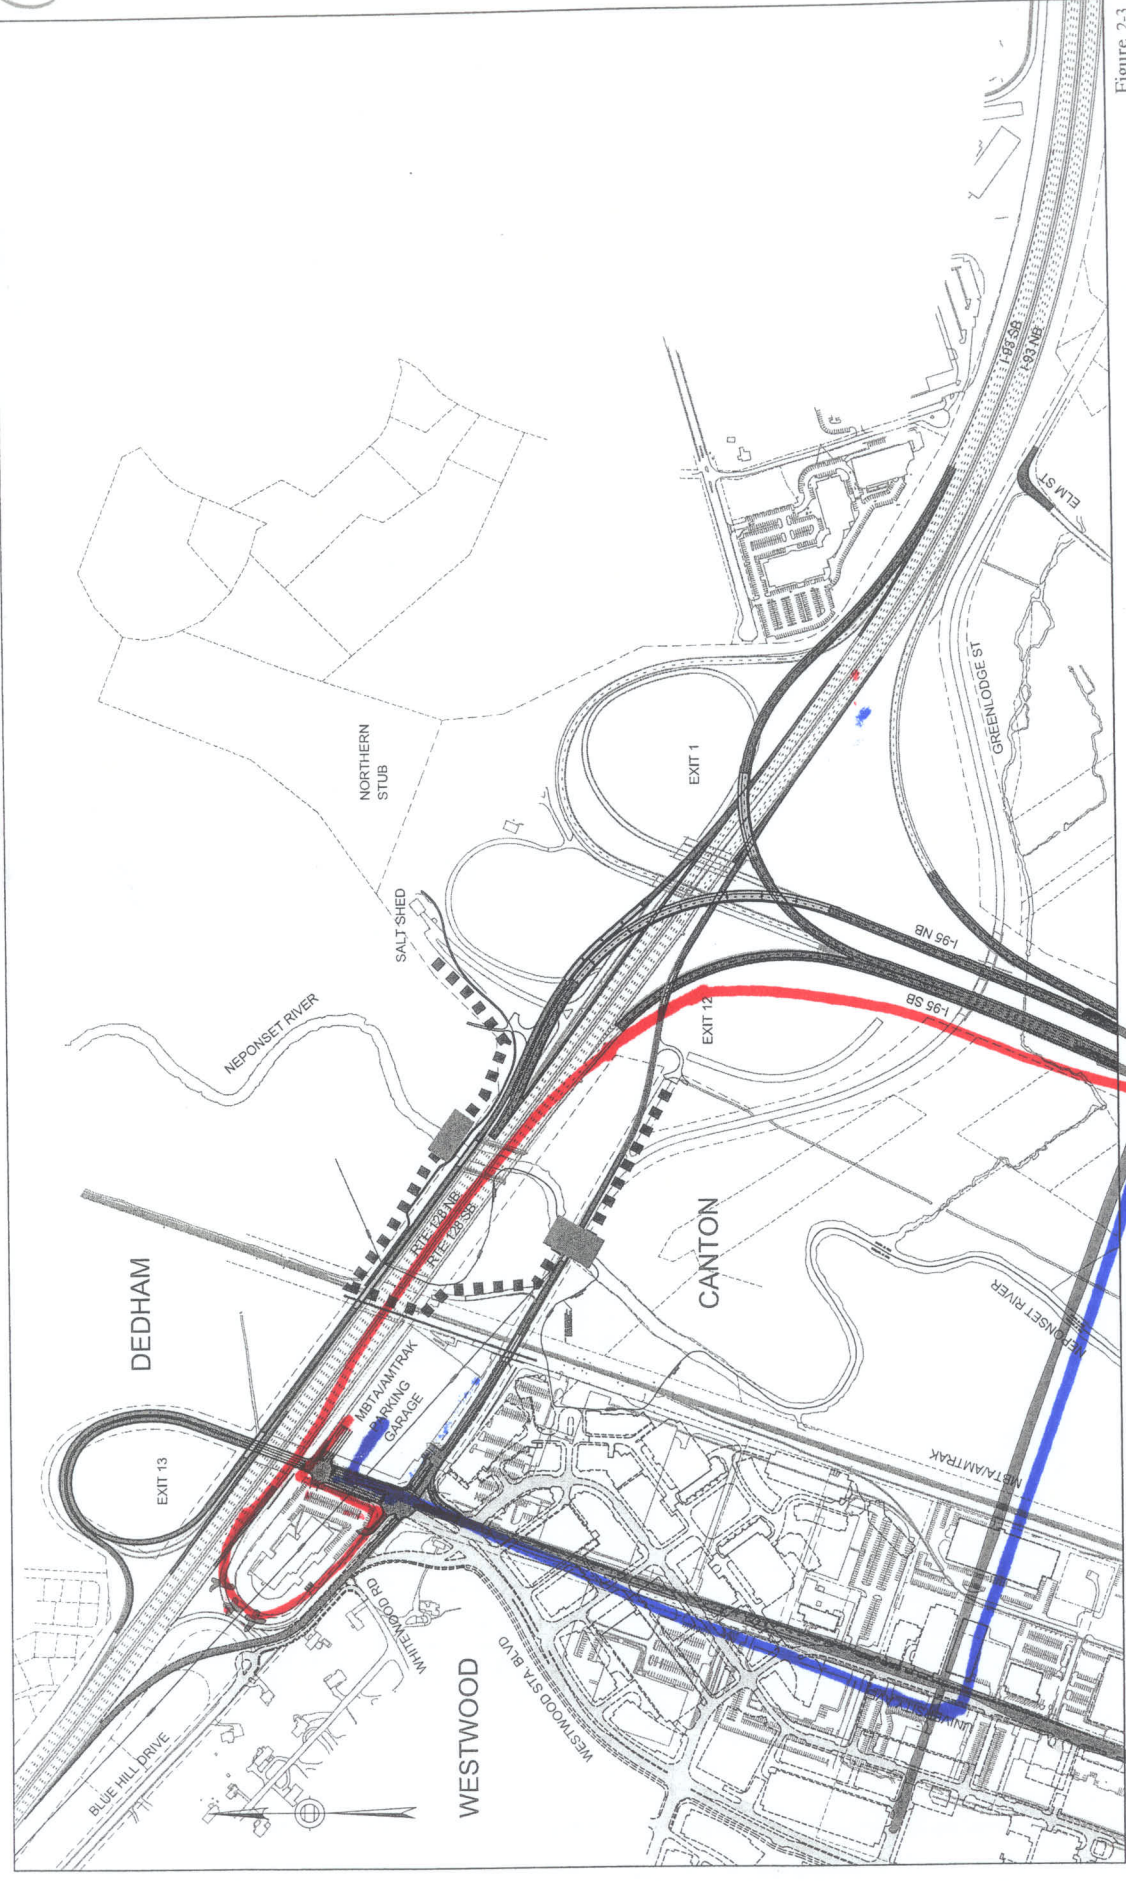 Figure 2-3
DEDHAM
NEPONSET RIVER
NORTHERN
STUB
SALT SHED
EXIT 1
EXIT 13
RTE 128 NB
RTE 128 SB
MBTA/AMTRAK
PARKING
GARAGE
BLUE HILL DRIVE
WHITEWOOD RD
WESTWOOD
WESTWOOD STA BLVD
CANTON
EXIT 12
I-95 SB
I-95 NB
I-93 SB
I-93 NB
GREENLODGE ST
ELM ST
NEPONSET RIVER
MBTA/AMTRAK